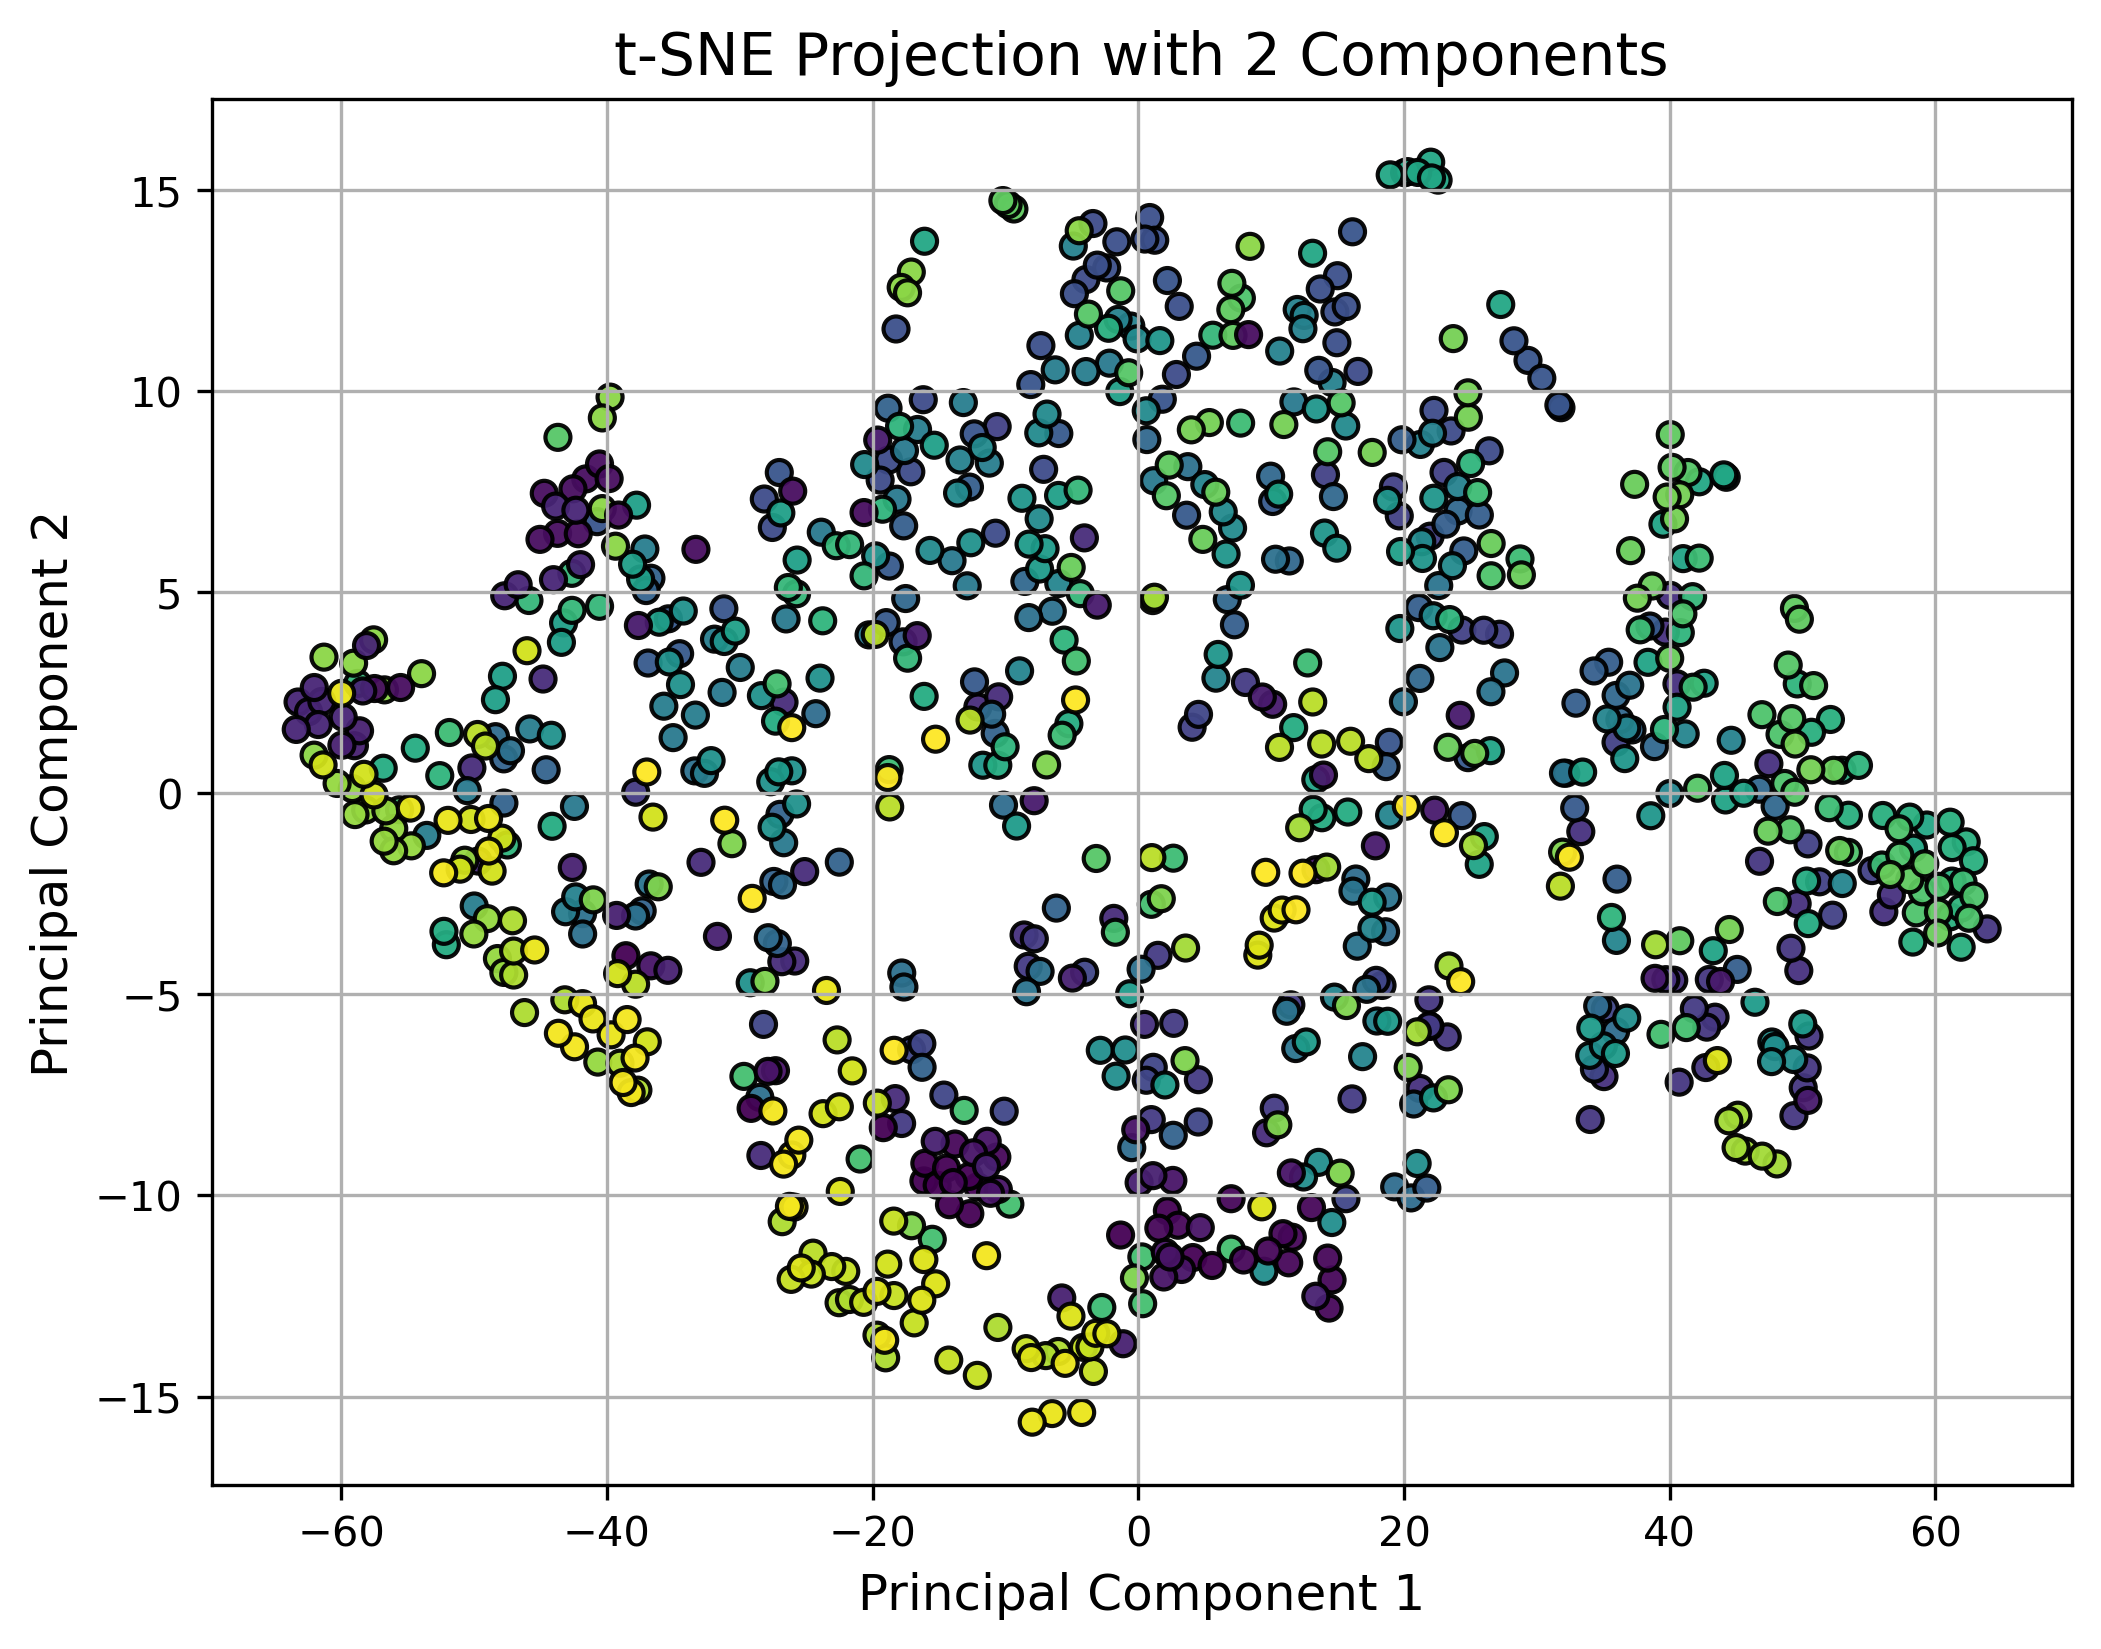 t-SNE Projection with 2 Components
15
10
5
0
−5
−10
−15
Principal Component 2
−60 −40 −20 0 20 40 60
Principal Component 1